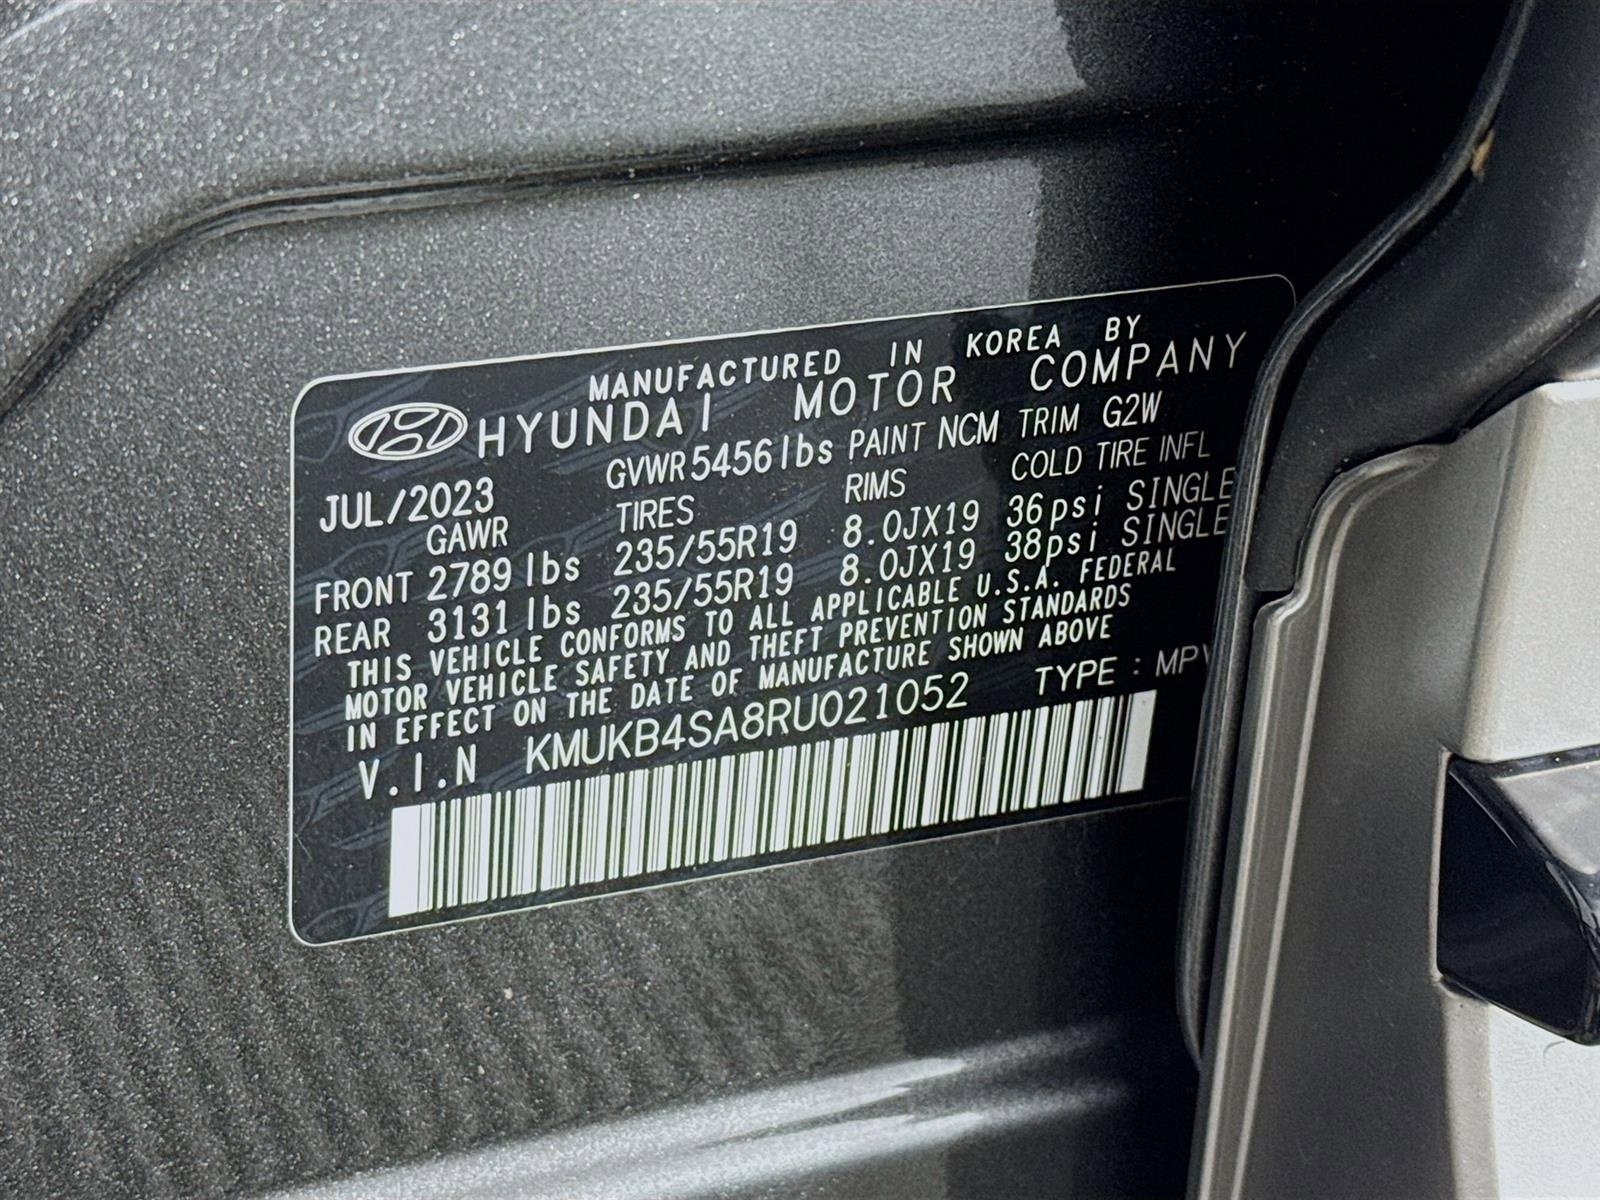 MANUFACTURED IN KOREA BY
HYUNDAI MOTOR COMPANY
JUL/2023 GVWR 5456 lbs PAINT NCM TRIM G2W
GAWR TIRES RIMS COLD TIRE INFL
FRONT 2789 lbs 235/55R19 8.0JX19 36psi SINGLE
REAR 3131 lbs 235/55R19 8.0JX19 38psi SINGLE
THIS VEHICLE CONFORMS TO ALL APPLICABLE U.S.A. FEDERAL
MOTOR VEHICLE SAFETY AND THEFT PREVENTION STANDARDS
IN EFFECT ON THE DATE OF MANUFACTURE SHOWN ABOVE
V.I.N KMUKB4SA8RU021052 TYPE : MPV